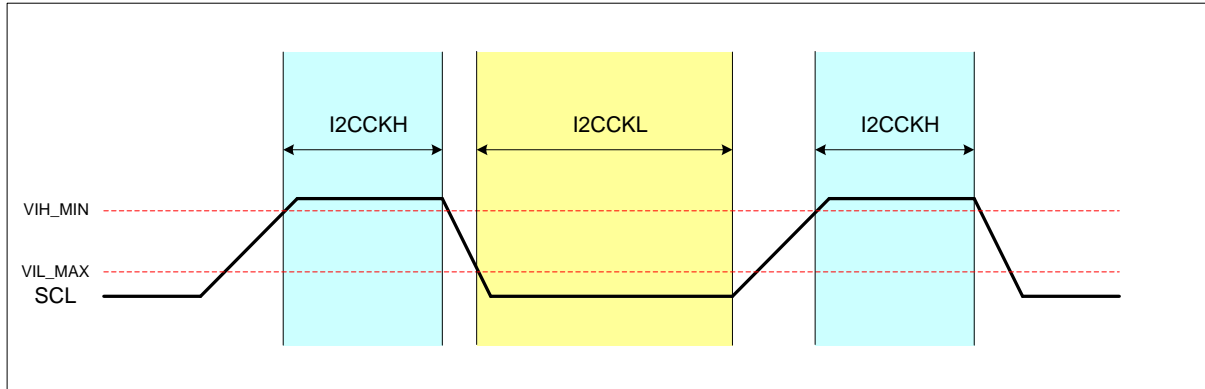 I2CCKH
I2CCKL
I2CCKH
VIH_MIN
VIL_MAX
SCL